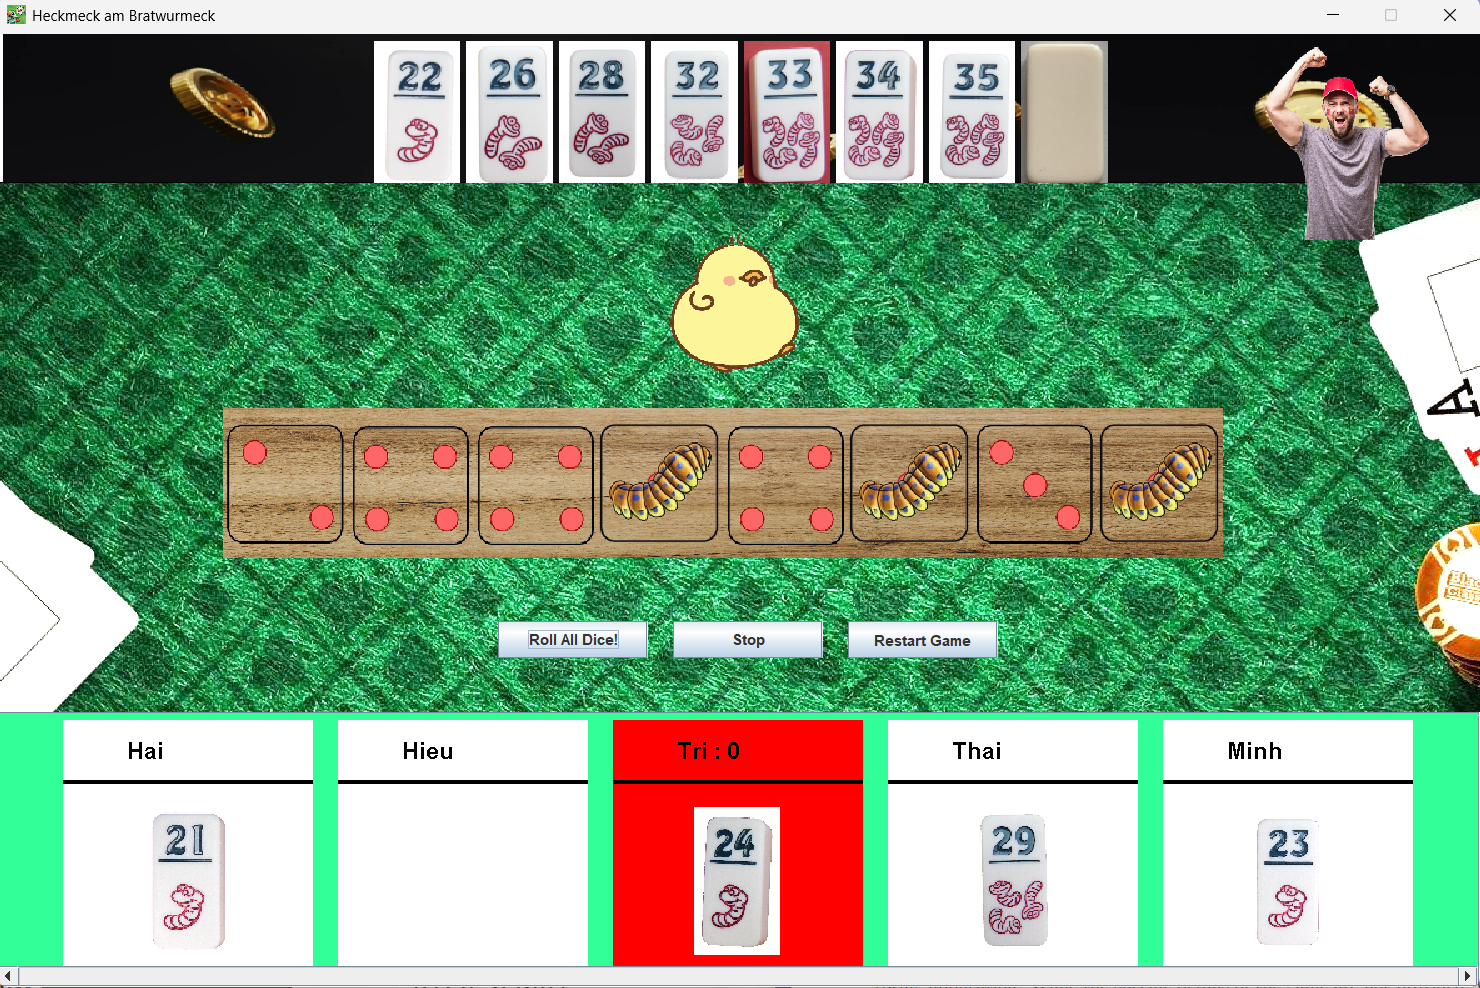 Heckmeck am Bratwurmeck
22 26 28 32 33 34 35
A
Roll All Dice! Stop Restart Game
Hai Hieu Tri : 0 Thai Minh
21 24 29 23